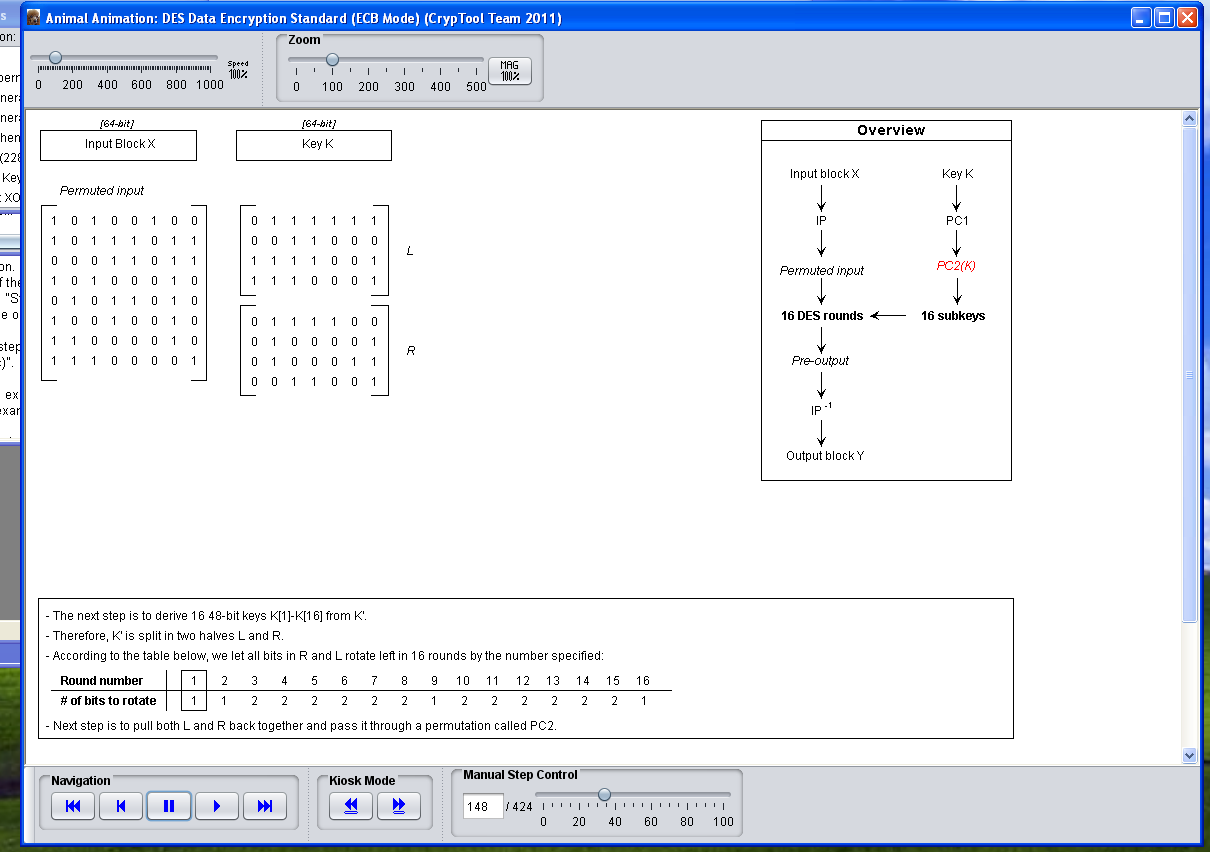 Animal Animation: DES Data Encryption Standard (ECB Mode) (CrypTool Team 2011)
Speed
100%
0 200 400 600 800 1000
Zoom
MAG
100%
0 100 200 300 400 500
[64-bit]
Input Block X
[64-bit]
Key K
Permuted input
1 0 1 0 0 1 0 0
1 0 1 1 1 0 1 1
0 0 0 1 1 0 1 1
1 0 1 0 0 0 1 0
0 1 0 1 1 0 1 0
1 0 0 1 0 0 1 0
1 1 0 0 0 0 1 0
1 1 1 0 0 0 0 1
0 1 1 1 1 1 1
0 0 1 1 0 0 0
1 1 1 1 0 0 1
1 1 1 0 0 0 1
L
0 1 1 1 1 0 0
1 0 0 0 0 0 1
0 1 0 0 0 1 1
0 0 1 1 0 0 1
R
Overview
Input block X
Key K
IP
PC1
Permuted input
PC2(K)
16 DES rounds
16 subkeys
Pre-output
IP -1
Output block Y
- The next step is to derive 16 48-bit keys K[1]-K[16] from K'.
- Therefore, K' is split in two halves L and R.
- According to the table below, we let all bits in R and L rotate left in 16 rounds by the number specified:
Round number 1 2 3 4 5 6 7 8 9 10 11 12 13 14 15 16
# of bits to rotate 1 1 2 2 2 2 2 2 1 2 2 2 2 2 2 1
- Next step is to pull both L and R back together and pass it through a permutation called PC2.
Navigation
Kiosk Mode
Manual Step Control
148 / 424
0 20 40 60 80 100